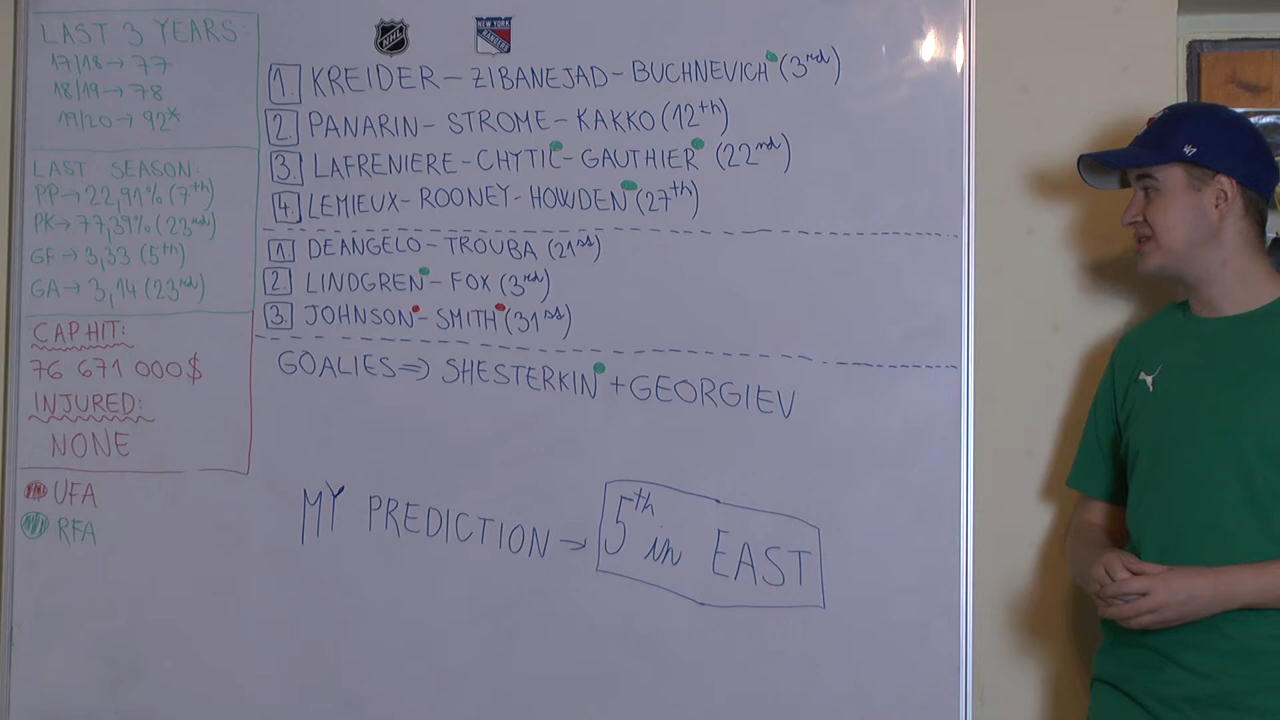 LAST 3 YEARS:
17/18→77
18/19→78
19/20→92*
LAST SEASON:
PP→22,91% (7th)
PK→77,39% (23rd)
GF→3,33 (5th)
GA→3,14 (23rd)
CAP HIT:
76 671 000$
INJURED:
NONE
UFA
RFA
NHL
NEW YORK
RANGERS
1. KREIDER-ZIBANEJAD-BUCHNEVICH (3rd)
2. PANARIN-STROME-KAKKO (12th)
3. LAFRENIERE-CHYTIL-GAUTHIER (22nd)
4. LEMIEUX-ROONEY-HOWDEN (27th)
1. DEANGELO-TROUBA (21st)
2. LINDGREN-FOX (3rd)
3. JOHNSON-SMITH (31st)
GOALIES⇒SHESTERKIN+GEORGIEV
MY PREDICTION→5th in EAST
47